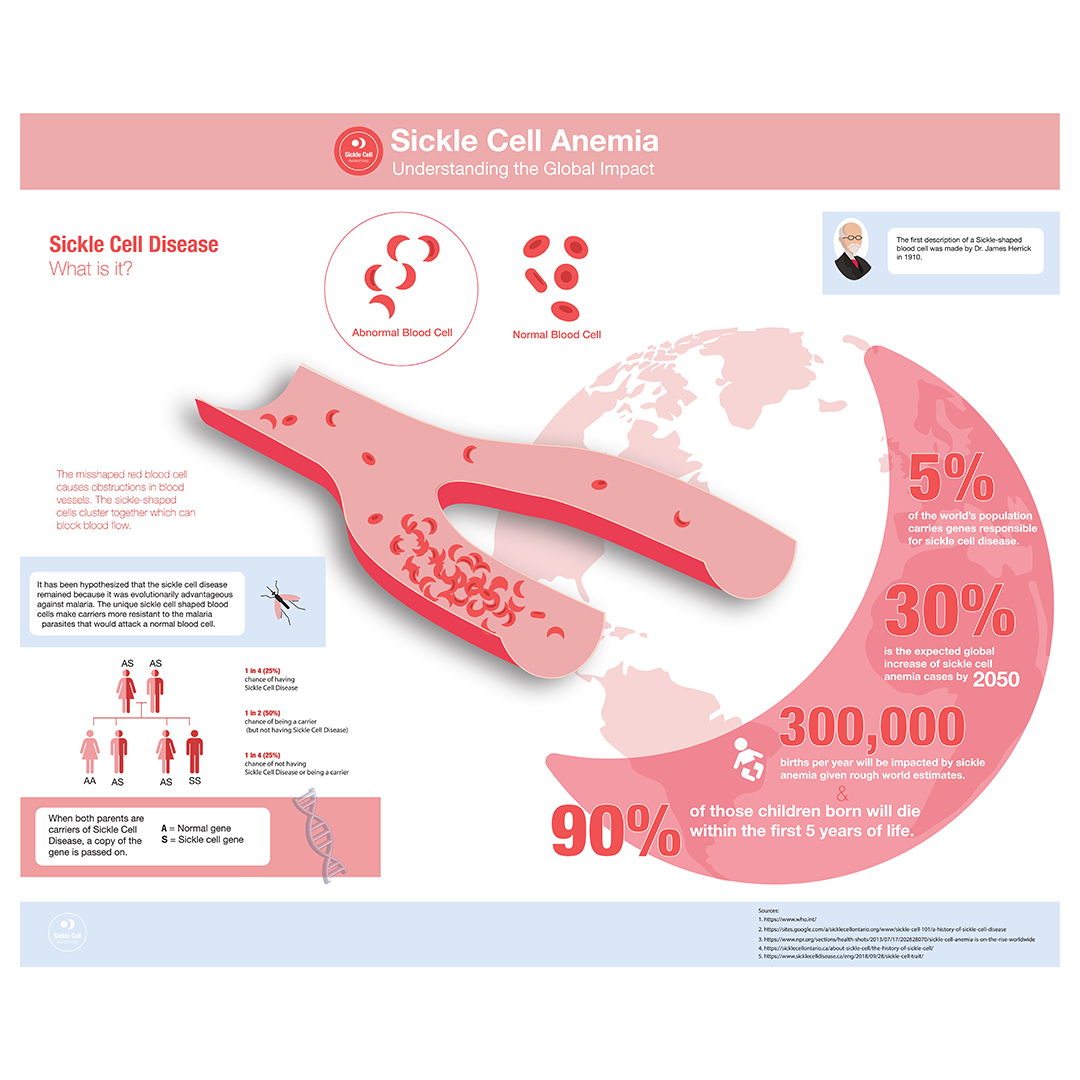 Sickle Cell
Awareness
Sickle Cell Anemia
Understanding the Global Impact
Sickle Cell Disease
What is it?
Abnormal Blood Cell
Normal Blood Cell
The first description of a Sickle-shaped
blood cell was made by Dr. James Herrick
in 1910.
The misshaped red blood cell
causes obstructions in blood
vessels. The sickle-shaped
cells cluster together which can
block blood flow.
5%
of the world's population
carries genes responsible
for sickle cell disease.
It has been hypothesized that the sickle cell disease
remained because it was evolutionarily advantageous
against malaria. The unique sickle cell shaped blood
cells make carriers more resistant to the malaria
parasites that would attack a normal blood cell.
30%
is the expected global
increase of sickle cell
anemia cases by 2050
AS AS
AA AS AS SS
1 in 4 (25%)
chance of having
Sickle Cell Disease
1 in 2 (50%)
chance of being a carrier
(but not having Sickle Cell Disease)
1 in 4 (25%)
chance of not having
Sickle Cell Disease or being a carrier
300,000
births per year will be impacted by sickle
anemia given rough world estimates.
&
90%
of those children born will die
within the first 5 years of life.
When both parents are
carriers of Sickle Cell
Disease, a copy of the
gene is passed on.
A = Normal gene
S = Sickle cell gene
Sickle Cell
Awareness
Sources:
1. https://www.who.int/
2. https://sites.google.com/a/sicklecellontario.org/www/sickle-cell-101/a-history-of-sickle-cell-disease
3. https://www.npr.org/sections/health-shots/2013/07/17/202628070/sickle-cell-anemia-is-on-the-rise-worldwide
4. https://sicklecellontario.ca/about-sickle-cell/the-history-of-sickle-cell/
5. https://www.sicklecelldisease.ca/eng/2018/09/28/sickle-cell-trait/